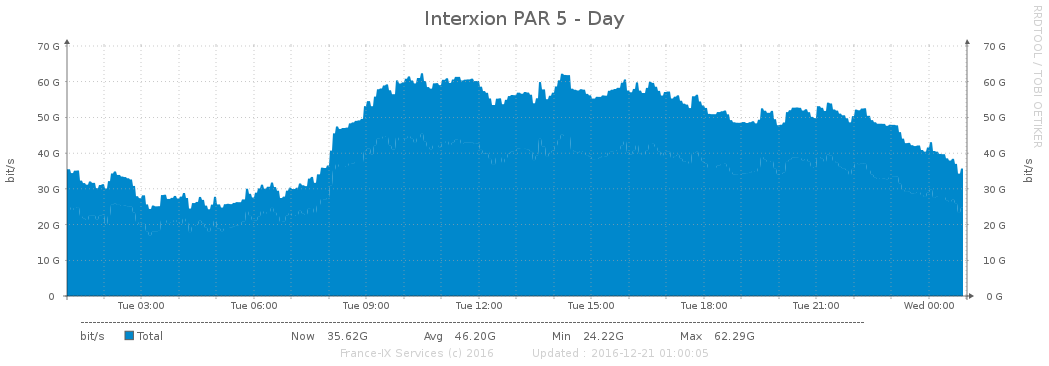 Interxion PAR 5 - Day
RRDTOOL / TOBI OETIKER
70 G 70 G
60 G 60 G
50 G 50 G
40 G 40 G
30 G 30 G
20 G 20 G
10 G 10 G
0 0 G
bit/s bit/s
Tue 03:00 Tue 06:00 Tue 09:00 Tue 12:00 Tue 15:00 Tue 18:00 Tue 21:00 Wed 00:00
bit/s Total Now 35.62G Avg 46.20G Min 24.22G Max 62.29G
France-IX Services (c) 2016 Updated : 2016-12-21 01:00:05